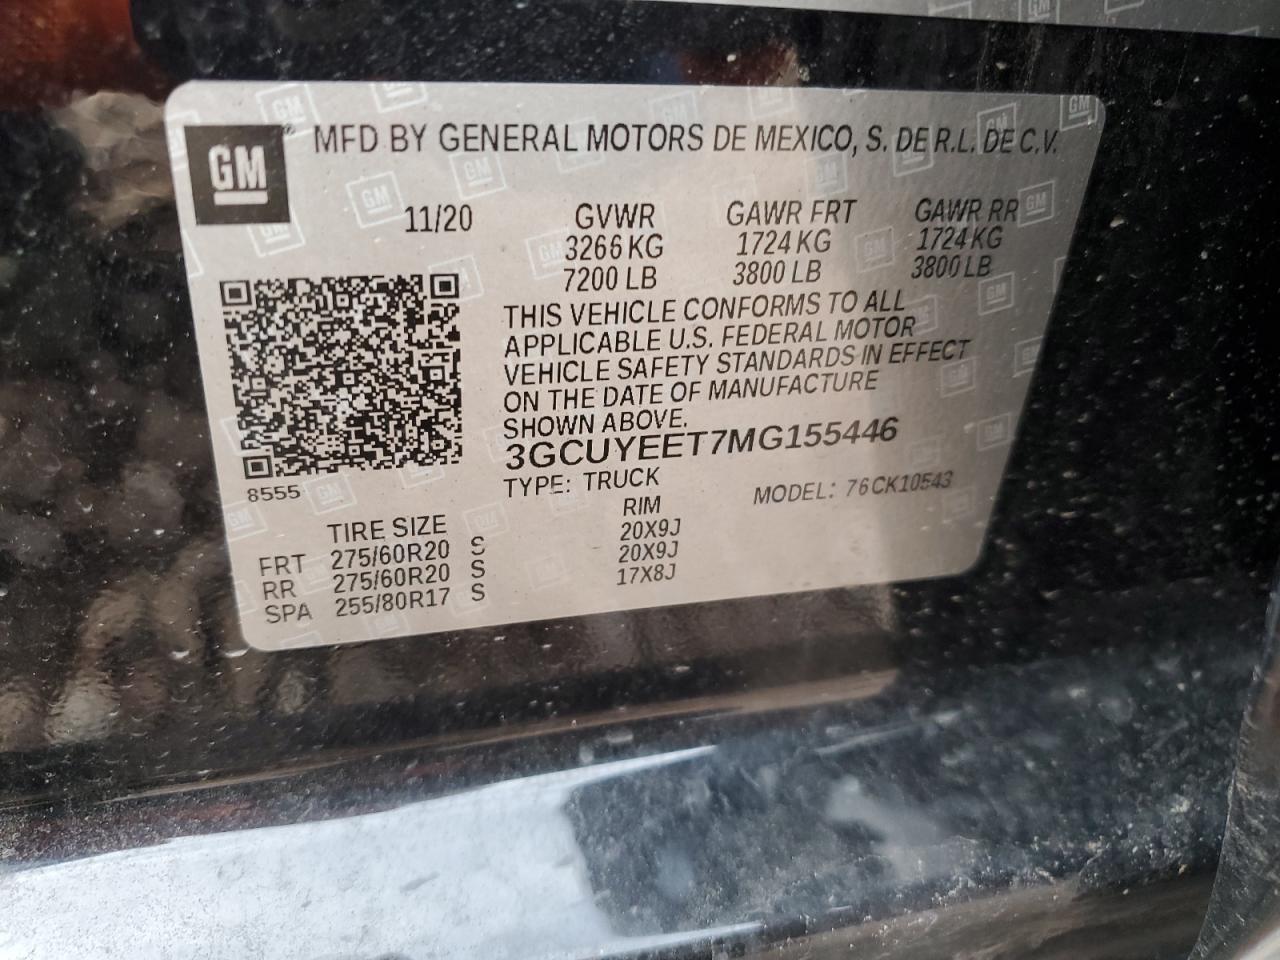 GM
MFD BY GENERAL MOTORS DE MEXICO, S. DE R.L. DE C.V.
11/20 GVWR GAWR FRT GAWR RR
3266 KG 1724 KG 1724 KG
7200 LB 3800 LB 3800 LB
THIS VEHICLE CONFORMS TO ALL
APPLICABLE U.S. FEDERAL MOTOR
VEHICLE SAFETY STANDARDS IN EFFECT
ON THE DATE OF MANUFACTURE
SHOWN ABOVE.
3GCUYEET7MG155446
8555 TYPE: TRUCK MODEL: 76CK10543
TIRE SIZE RIM
FRT 275/60R20 S 20X9J
RR 275/60R20 S 20X9J
SPA 255/80R17 S 17X8J